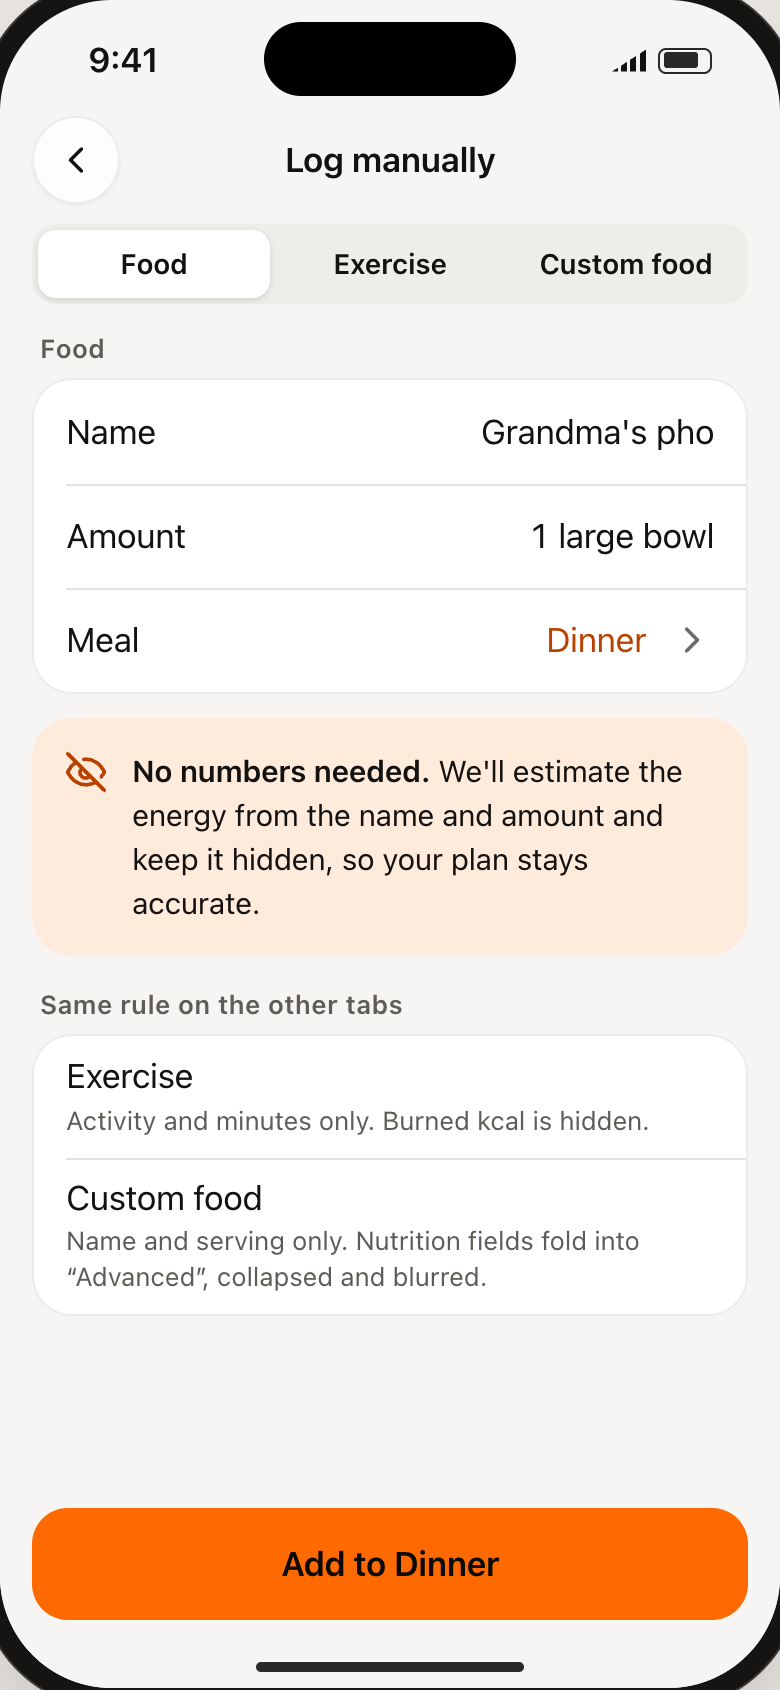 9:41
Log manually
Food
Exercise
Custom food
Food
Name
Grandma's pho
Amount
1 large bowl
Meal
Dinner
No numbers needed. We'll estimate the
energy from the name and amount and
keep it hidden, so your plan stays
accurate.
Same rule on the other tabs
Exercise
Activity and minutes only. Burned kcal is hidden.
Custom food
Name and serving only. Nutrition fields fold into
“Advanced”, collapsed and blurred.
Add to Dinner